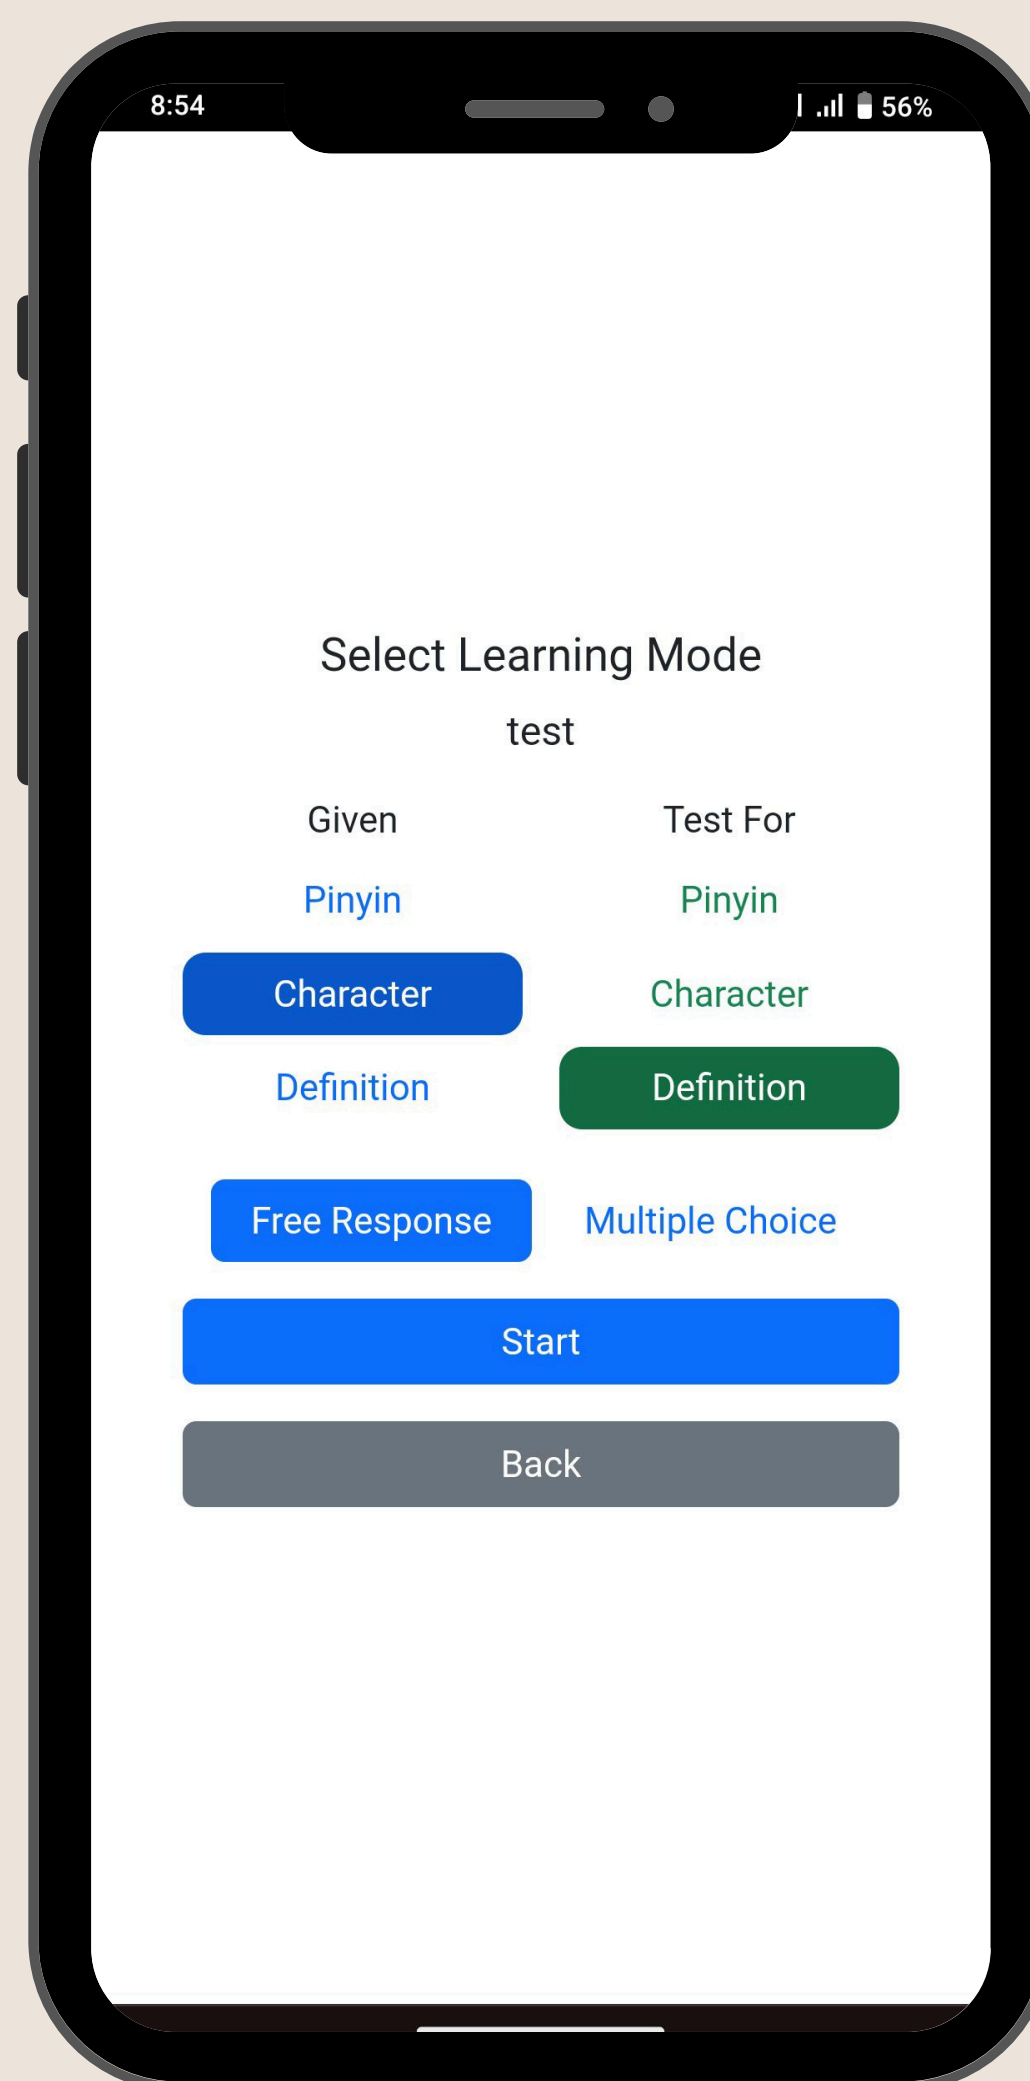 8:54 56%
Select Learning Mode
test
Given Test For
Pinyin Pinyin
Character Character
Definition Definition
Free Response Multiple Choice
Start
Back